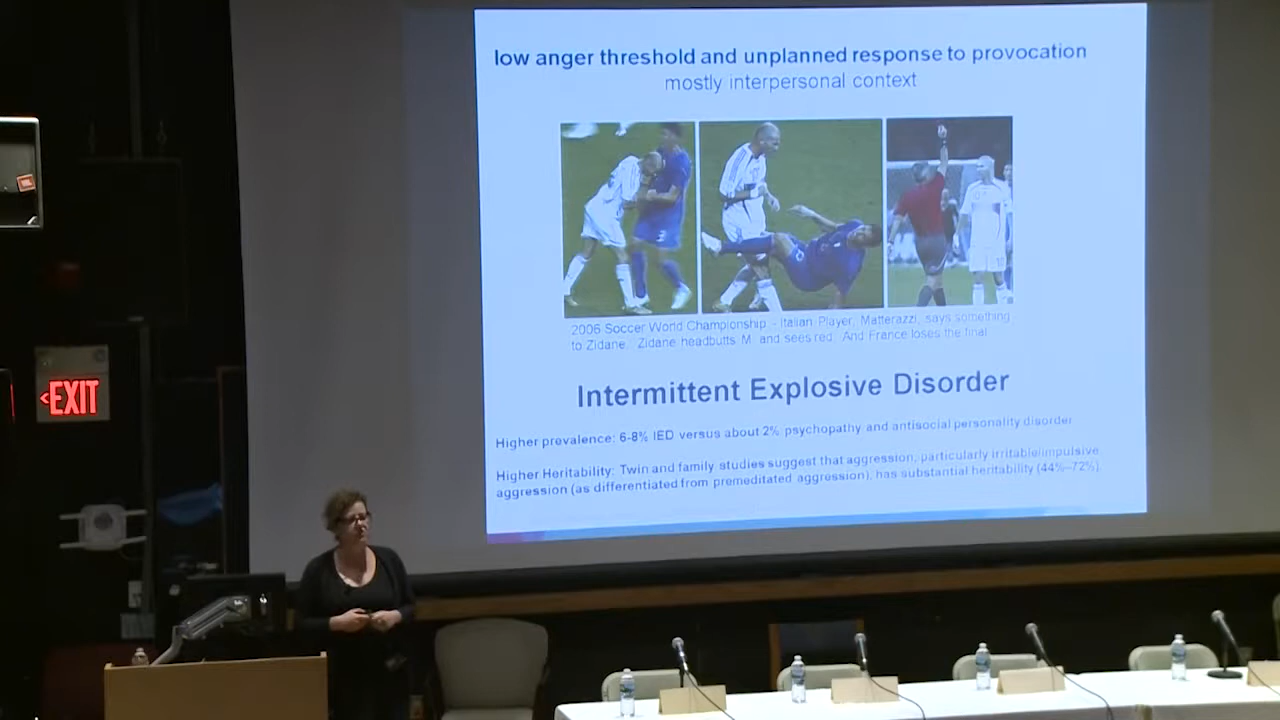 low anger threshold and unplanned response to provocation
mostly interpersonal context
2006 Soccer World Championship - Italian Player, Matterazzi, says something
to Zidane. Zidane headbutts M. and sees red. And France loses the final.
Intermittent Explosive Disorder
Higher prevalence: 6-8% IED versus about 2% psychopathy and antisocial personality disorder
Higher Heritability: Twin and family studies suggest that aggression, particularly irritable/impulsive
aggression (as differentiated from premeditated aggression), has substantial heritability (44%–72%).
<EXIT